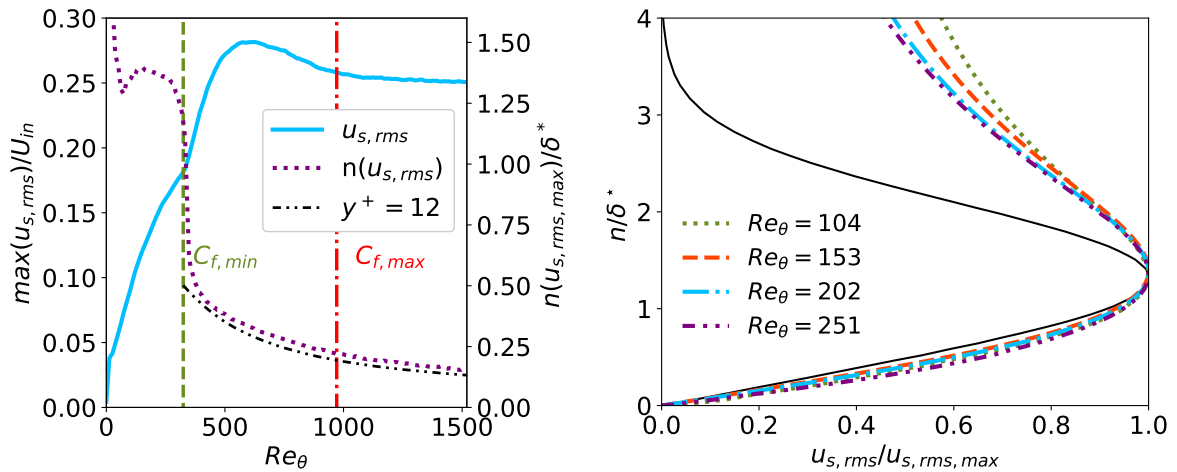 0.30
0.25
0.20
0.15
0.10
0.05
0.00
max(u_{s,rms})/U_{in}
0
500
1000
1500
Re_θ
1.50
1.25
1.00
0.75
0.50
0.25
0.00
n(u_{s,rms,max})/δ^*
u_{s,rms}
n(u_{s,rms})
y^+ = 12
C_{f,min}
C_{f,max}
4
3
2
1
0
n/δ^*
Re_θ = 104
Re_θ = 153
Re_θ = 202
Re_θ = 251
0.0
0.2
0.4
0.6
0.8
1.0
u_{s,rms}/u_{s,rms,max}